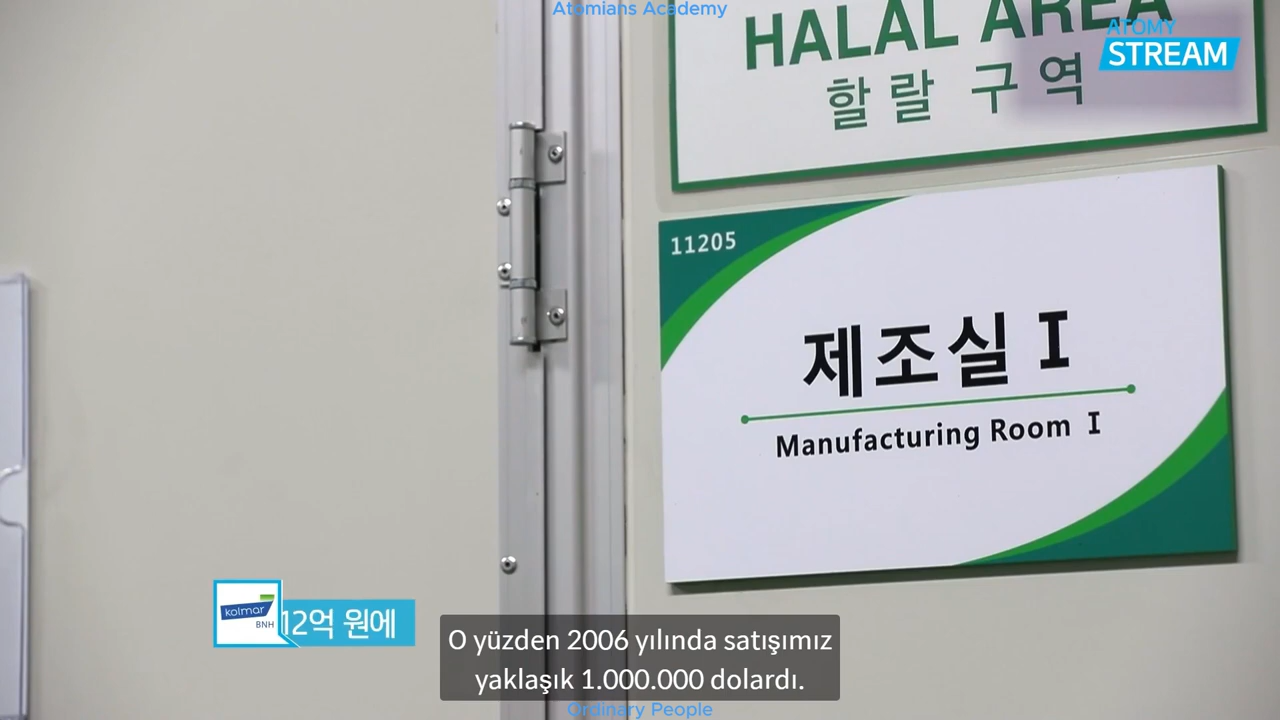 Atomians Academy
HALAL AREA
할랄 구역
ATOMY
STREAM
11205
제조실 I
Manufacturing Room I
kolmar
BNH
12억 원에
O yüzden 2006 yılında satışımız
yaklaşık 1.000.000 dolardı.
Ordinary People